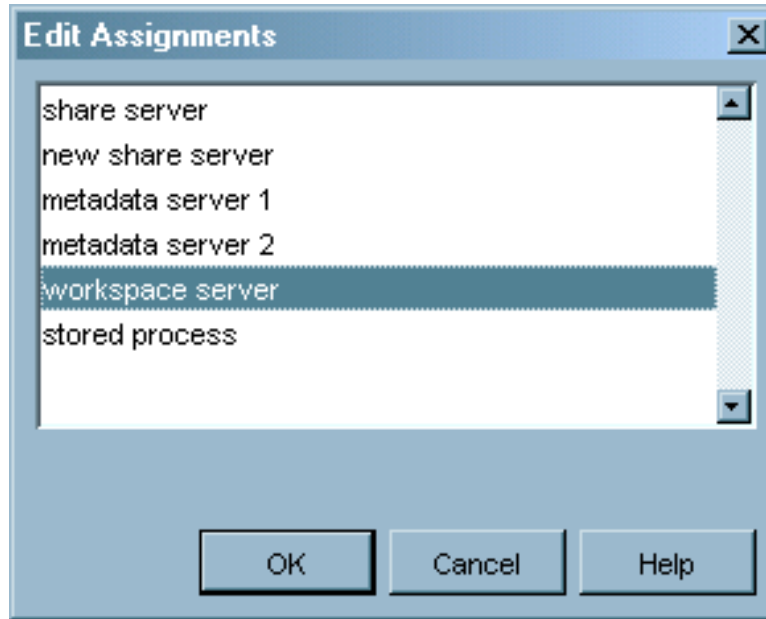 Edit Assignments
share server
new share server
metadata server 1
metadata server 2
workspace server
stored process
OK
Cancel
Help